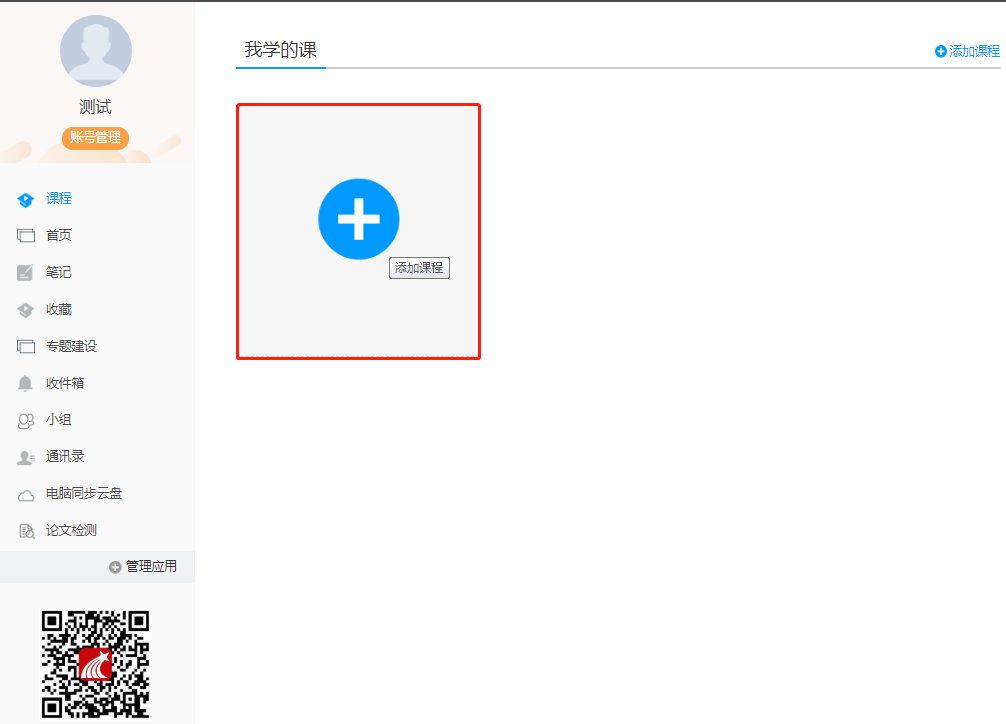 测试
账号管理
课程
首页
笔记
收藏
专题建设
收件箱
小组
通讯录
电脑同步云盘
论文检测
管理应用
我学的课
添加课程
添加课程